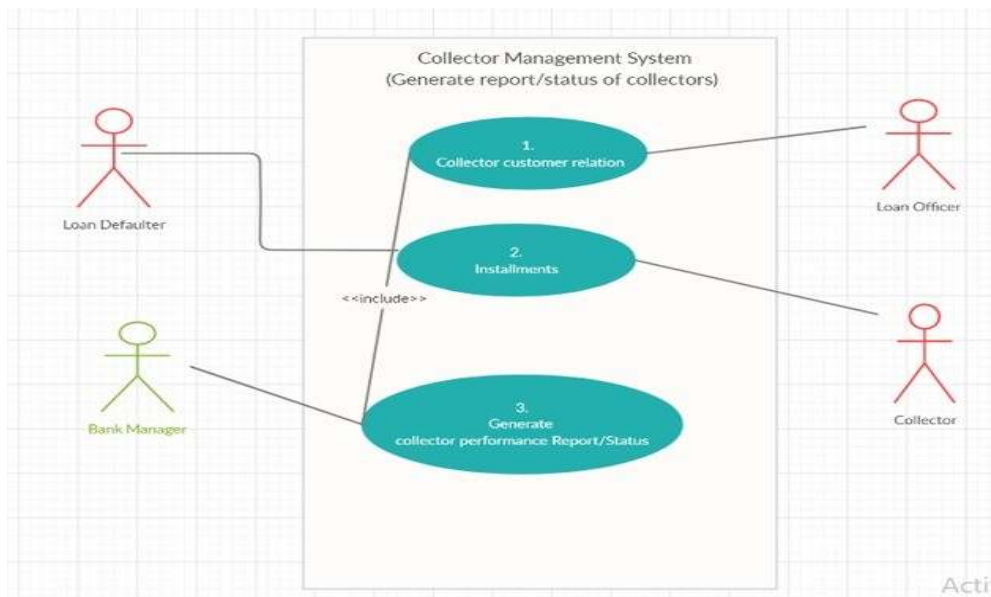 Collector Management System
(Generate report/status of collectors)
1.
Collector customer relation
Loan Defaulter
Loan Officer
2.
Installments
<<include>>
Bank Manager
3.
Generate
collector performance Report/Status
Collector
Acti